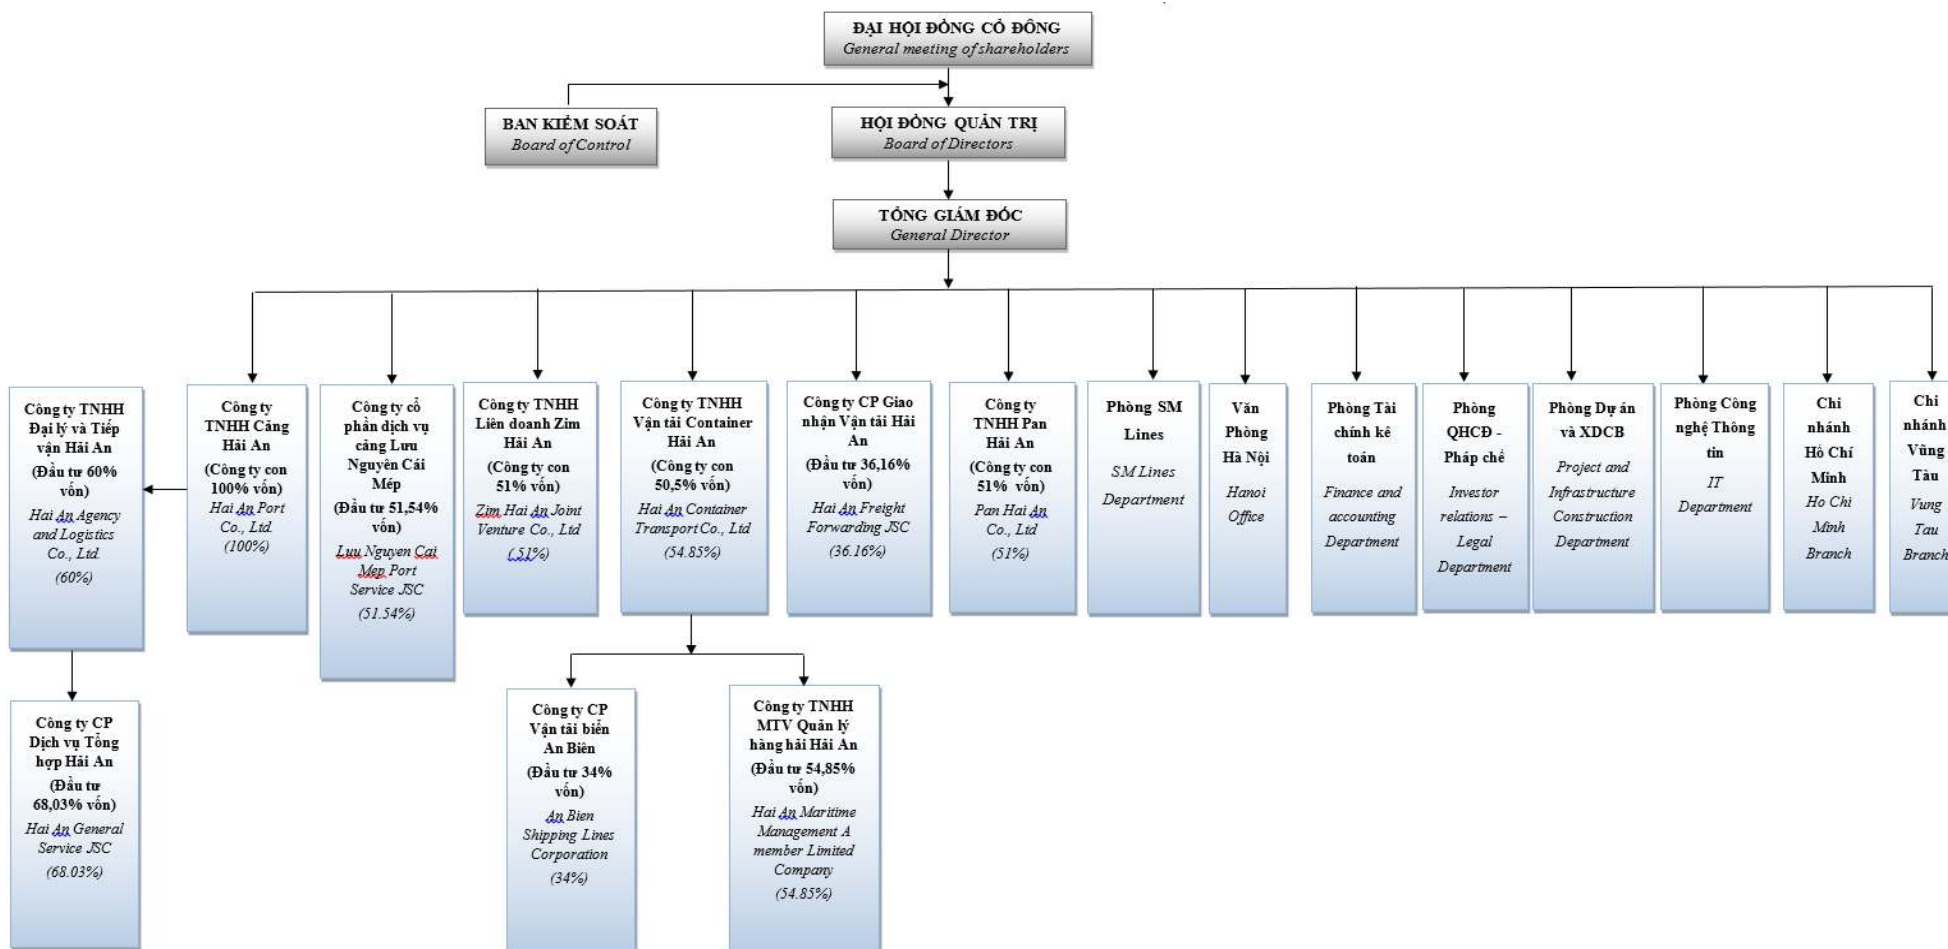 ĐẠI HỘI ĐỒNG CỔ ĐÔNG
General meeting of shareholders
BAN KIỂM SOÁT
Board of Control
HỘI ĐỒNG QUẢN TRỊ
Board of Directors
TỔNG GIÁM ĐỐC
General Director
Công ty TNHH
Đại lý và Tiếp
vận Hải An
(Đầu tư 60%
vốn)
Hai An Agency
and Logistics
Co., Ltd.
(60%)
Công ty
TNHH Cảng
Hải An
(Công ty con
100% vốn)
Hai An Port
Co., Ltd.
(100%)
Công ty cổ
phần dịch vụ
cảng Lưu
Nguyên Cái
Mép
(Đầu tư 51,54%
vốn)
Luu Nguyen Cai
Mep Port
Service JSC
(51.54%)
Công ty TNHH
Liên doanh Zim
Hải An
(Công ty con
51% vốn)
Zim Hai An Joint
Venture Co., Ltd
( 51%)
Công ty TNHH
Vận tải Container
Hải An
(Công ty con
50,5% vốn)
Hai An Container
Transport Co., Ltd
(54.85%)
Công ty CP Giao
nhận Vận tải Hải
An
(Đầu tư 36,16%
vốn)
Hai An Freight
Forwarding JSC
(36.16%)
Công ty
TNHH Pan
Hải An
(Công ty con
51% vốn)
Pan Hai An
Co., Ltd
(51%)
Phòng SM
Lines
SM Lines
Department
Văn
Phòng
Hà Nội
Hanoi
Office
Phòng Tài
chính kế
toán
Finance and
accounting
Department
Phòng
QHCĐ -
Pháp chế
Investor
relations –
Legal
Department
Phòng Dự án
và XDCB
Project and
Infrastructure
Construction
Department
Phòng Công
nghệ Thông
tin
IT
Department
Chi
nhánh
Hồ Chí
Minh
Ho Chi
Minh
Branch
Chi
nhánh
Vũng
Tàu
Vung
Tau
Branch
Công ty CP
Dịch vụ Tổng
hợp Hải An
(Đầu tư
68,03% vốn)
Hai An General
Service JSC
(68.03%)
Công ty CP
Vận tải biển
An Biên
(Đầu tư 34%
vốn)
An Bien
Shipping Lines
Corporation
(34%)
Công ty TNHH
MTV Quản lý
hàng hải Hải An
(Đầu tư 54,85%
vốn)
Hai An Maritime
Management A
member Limited
Company
(54.85%)